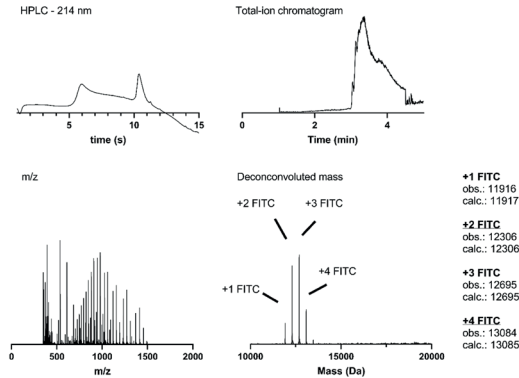 HPLC - 214 nm
5
10
15
time (s)
Total-ion chromatogram
0
2
4
Time (min)
m/z
0
500
1000
1500
2000
m/z
Deconconvoluted mass
+2 FITC
+3 FITC
+1 FITC
+4 FITC
10000
15000
20000
Mass (Da)
+1 FITC
obs.: 11916
calc.: 11917
+2 FITC
obs.: 12306
calc.: 12306
+3 FITC
obs.: 12695
calc.: 12695
+4 FITC
obs.: 13084
calc.: 13085